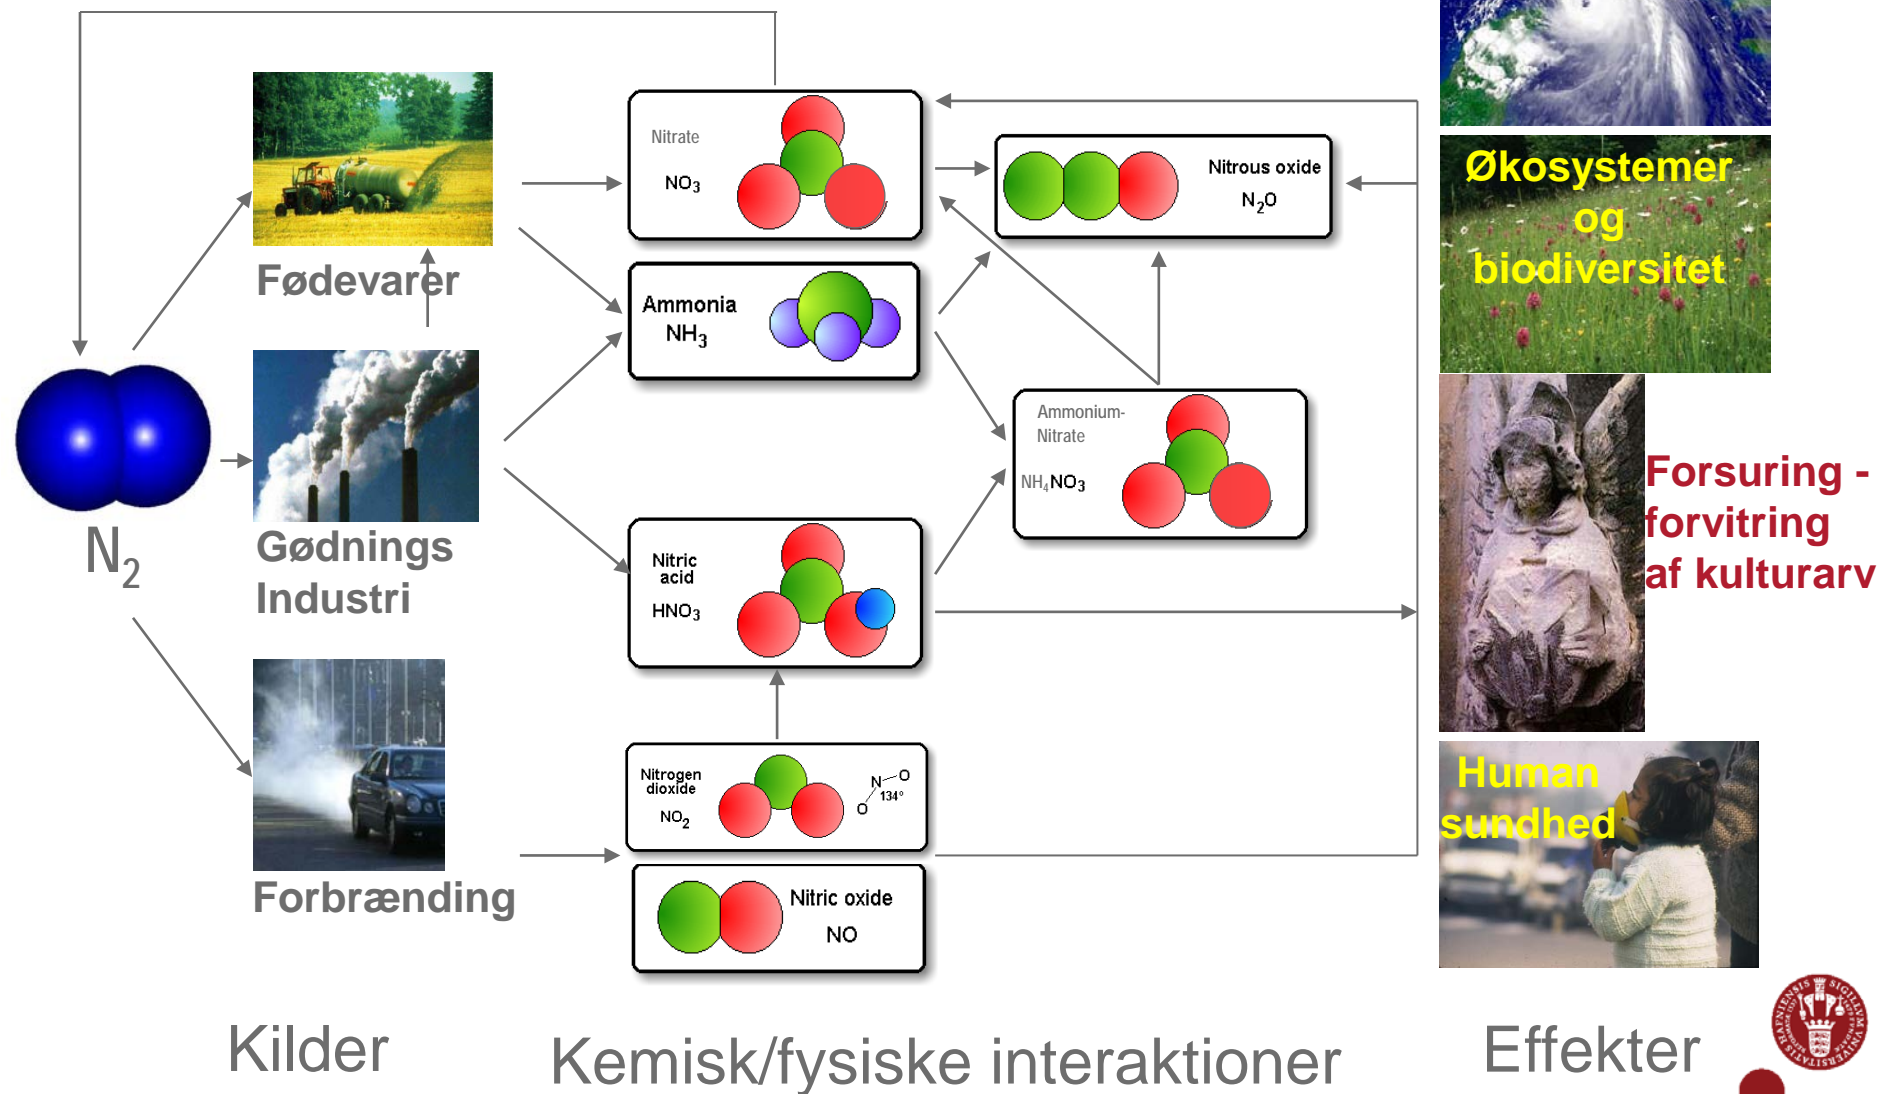 Nitrate
NO3
Nitrous oxide
N2O
Økosystemer
og
biodiversitet
Fødevarer
Ammonia
NH3
N2
Gødnings
Industri
Ammonium-
Nitrate
NH4NO3
Forsuring -
forvitring
af kulturarv
Nitric
acid
HNO3
Nitrogen
dioxide
NO2
N O
134°
O
Human
sundhed
Forbrænding
Nitric oxide
NO
Kilder
Kemisk/fysiske interaktioner
Effekter